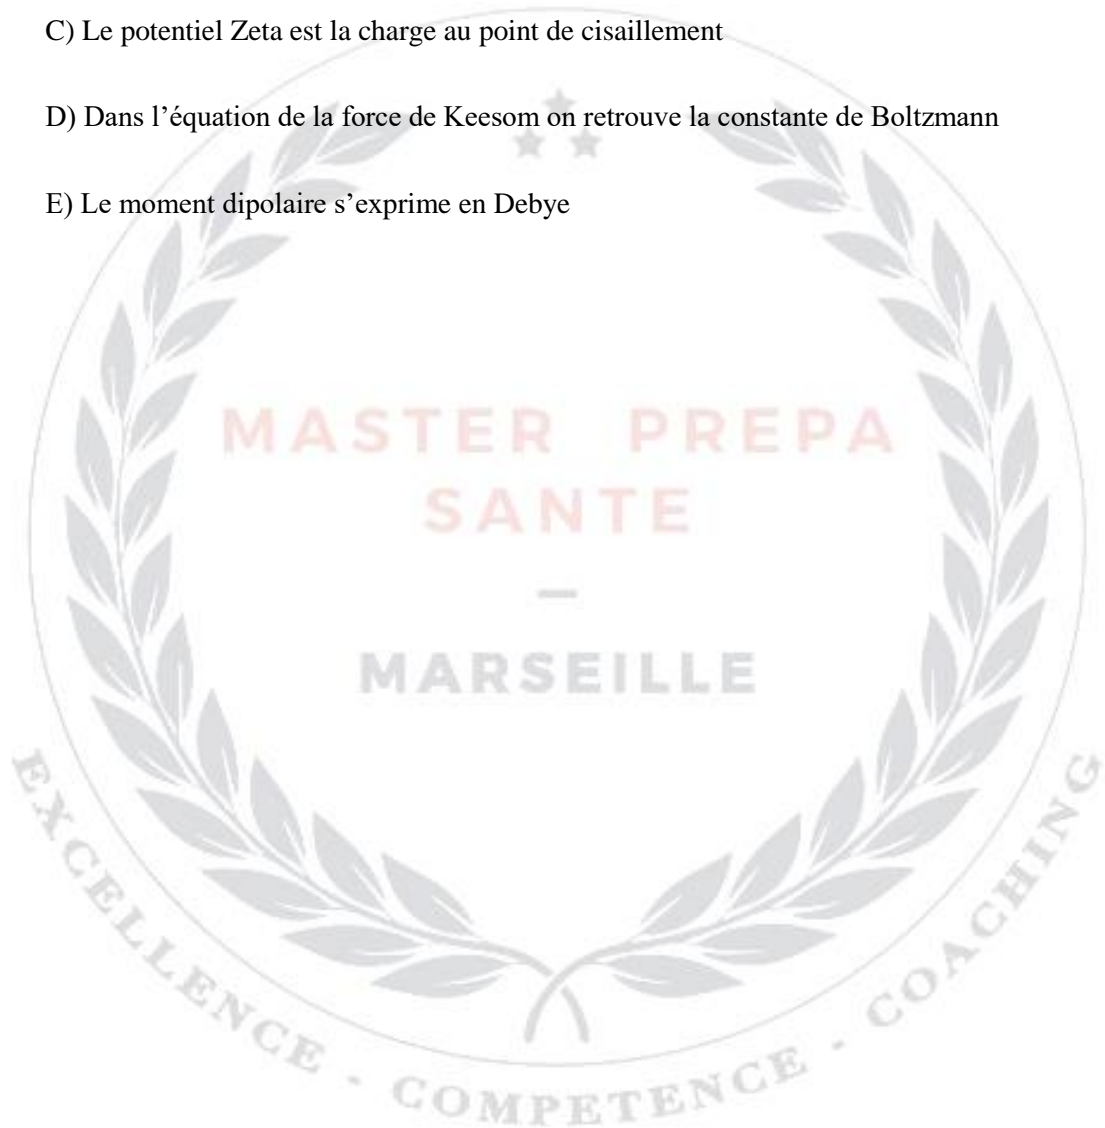 C) Le potentiel Zeta est la charge au point de cisaillement
D) Dans l’équation de la force de Keesom on retrouve la constante de Boltzmann
E) Le moment dipolaire s’exprime en Debye
MASTER PREPA
SANTE
–
MARSEILLE
EXCELLENCE - COMPETENCE - COACHING